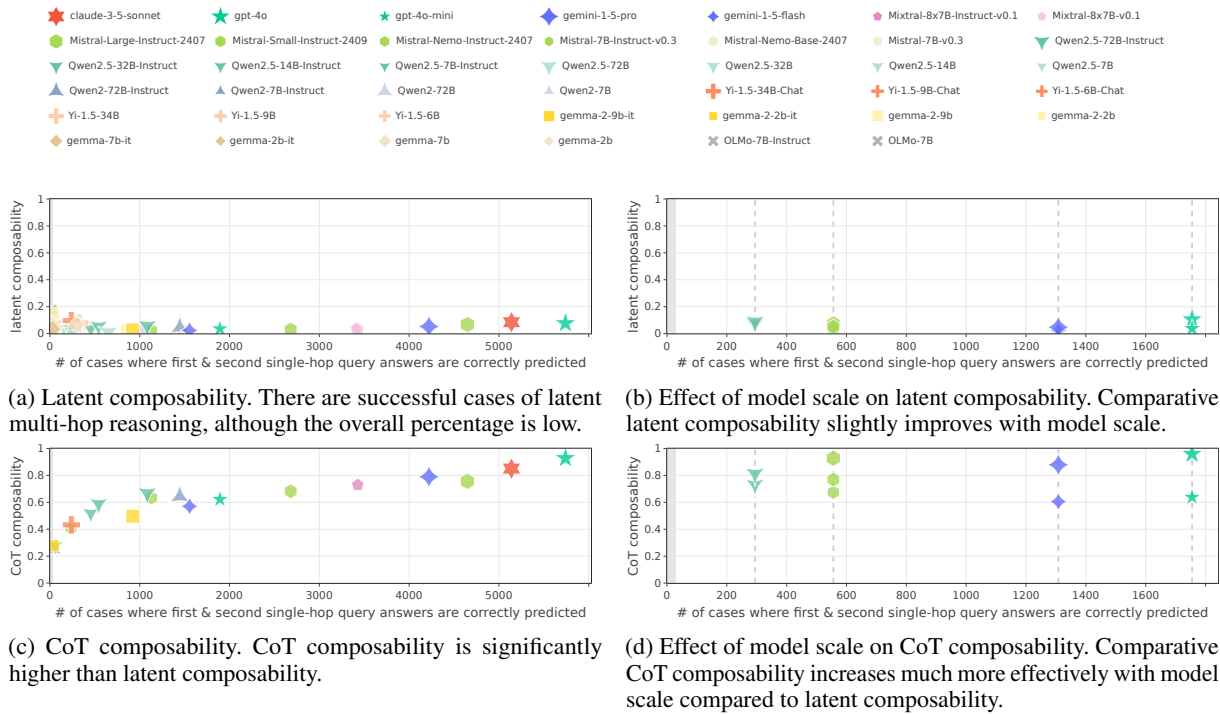 claude-3-5-sonnet gpt-4o gpt-4o-mini gemini-1-5-pro gemini-1-5-flash Mixtral-8x7B-Instruct-v0.1 Mixtral-8x7B-v0.1
Mistral-Large-Instruct-2407 Mistral-Small-Instruct-2409 Mistral-Nemo-Instruct-2407 Mistral-7B-Instruct-v0.3 Mistral-Nemo-Base-2407 Mistral-7B-v0.3 Qwen2.5-72B-Instruct
Qwen2.5-32B-Instruct Qwen2.5-14B-Instruct Qwen2.5-7B-Instruct Qwen2.5-72B Qwen2.5-32B Qwen2.5-14B Qwen2.5-7B
Qwen2-72B-Instruct Qwen2-7B-Instruct Qwen2-72B Qwen2-7B Yi-1.5-34B-Chat Yi-1.5-9B-Chat Yi-1.5-6B-Chat
Yi-1.5-34B Yi-1.5-9B Yi-1.5-6B gemma-2-9b-it gemma-2-2b-it gemma-2-9b gemma-2-2b
gemma-7b-it gemma-2b-it gemma-7b gemma-2b OLMo-7B-Instruct OLMo-7B
latent composability
1
0.8
0.6
0.4
0.2
0
0 1000 2000 3000 4000 5000
# of cases where first & second single-hop query answers are correctly predicted
(a) Latent composability. There are successful cases of latent
multi-hop reasoning, although the overall percentage is low.
latent composability
1
0.8
0.6
0.4
0.2
0
0 200 400 600 800 1000 1200 1400 1600
# of cases where first & second single-hop query answers are correctly predicted
(b) Effect of model scale on latent composability. Comparative
latent composability slightly improves with model scale.
CoT composability
1
0.8
0.6
0.4
0.2
0
0 1000 2000 3000 4000 5000
# of cases where first & second single-hop query answers are correctly predicted
(c) CoT composability. CoT composability is significantly
higher than latent composability.
CoT composability
1
0.8
0.6
0.4
0.2
0
0 200 400 600 800 1000 1200 1400 1600
# of cases where first & second single-hop query answers are correctly predicted
(d) Effect of model scale on CoT composability. Comparative
CoT composability increases much more effectively with model
scale compared to latent composability.